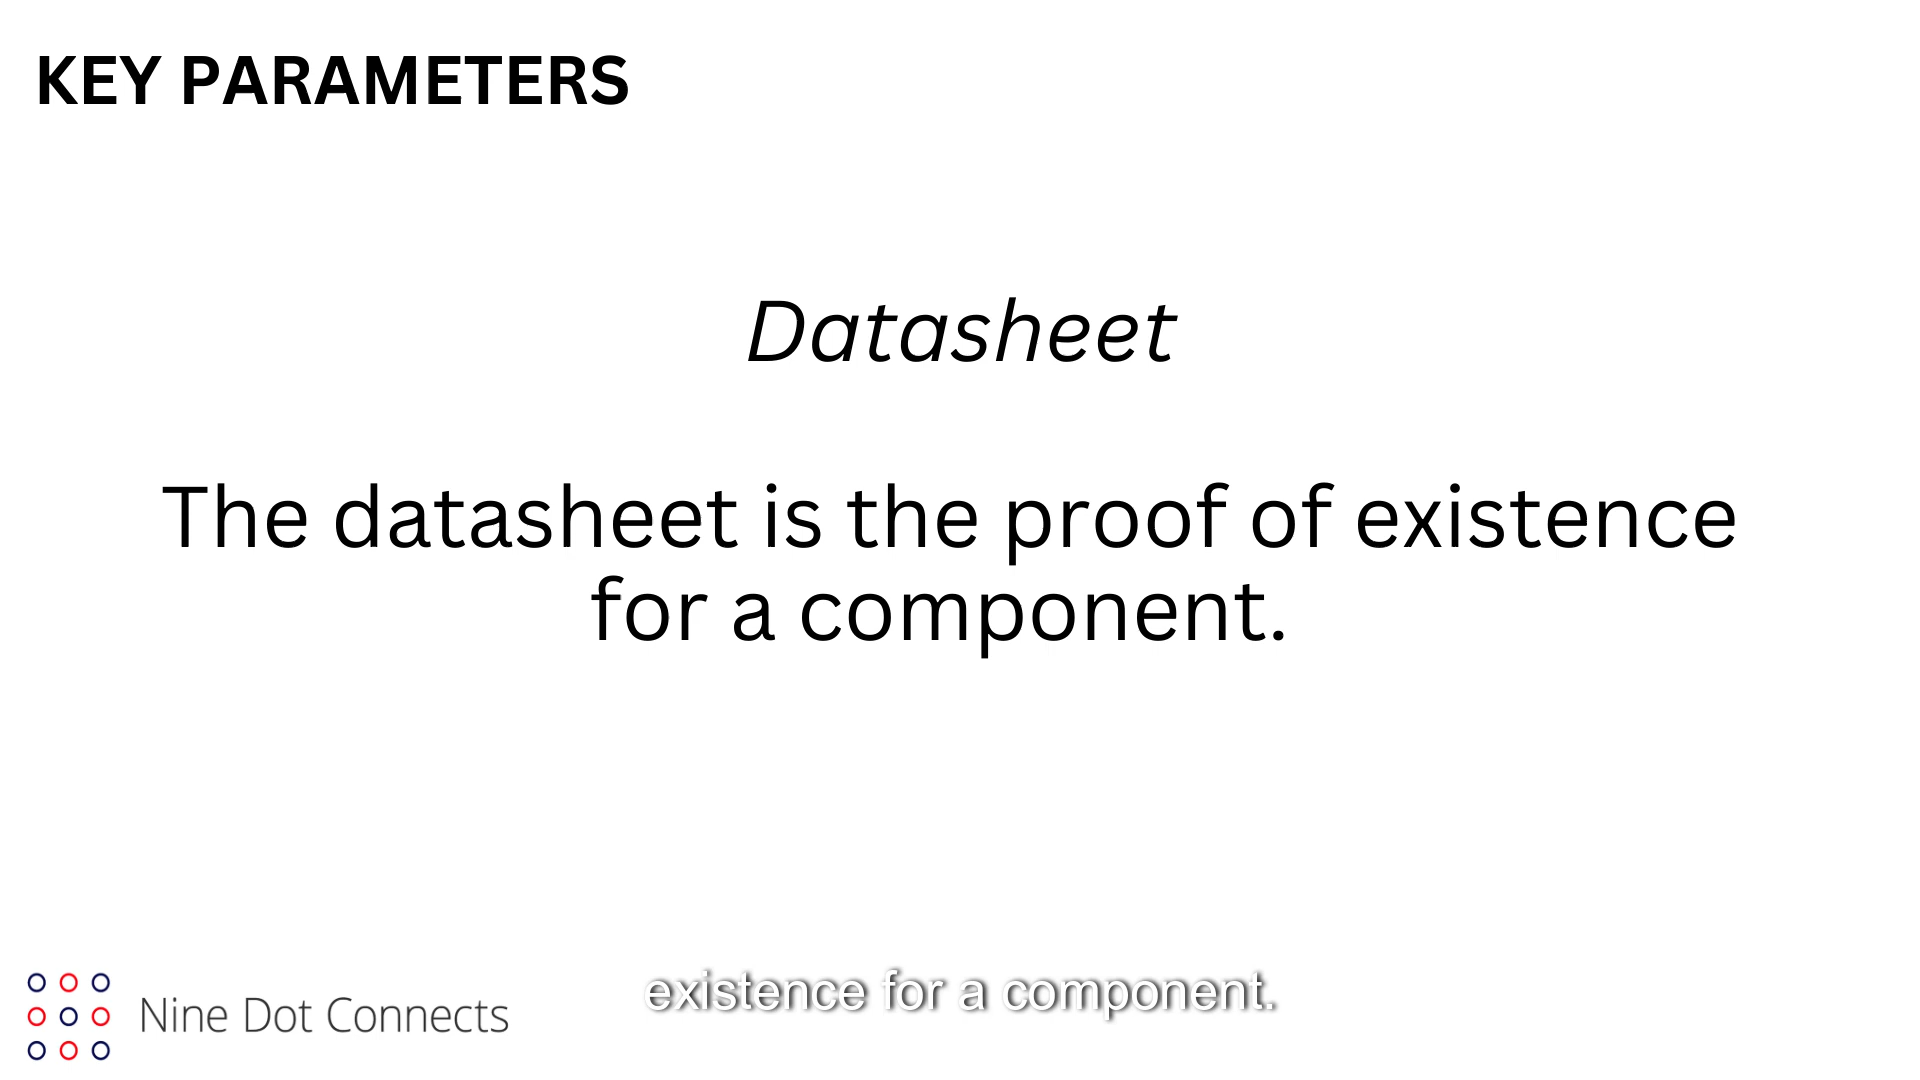 KEY PARAMETERS
Datasheet
The datasheet is the proof of existence
for a component.
existence for a component.
Nine Dot Connects